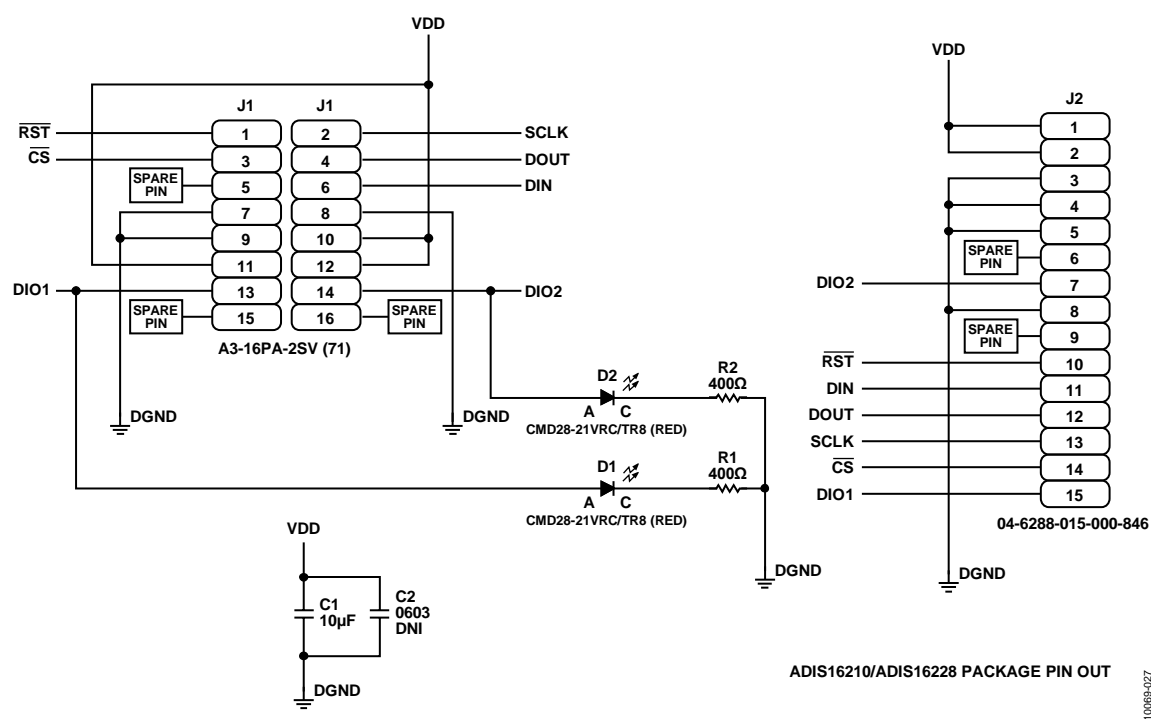 VDD
J1 J1
RST 1 2 SCLK
CS 3 4 DOUT
SPARE PIN 5 6 DIN
7 8
9 10
11 12
DIO1 13 14 DIO2
SPARE PIN 15 16 SPARE PIN
A3-16PA-2SV (71)
DGND
DGND
D2
A C
CMD28-21VRC/TR8 (RED)
R2
400Ω
D1
A C
CMD28-21VRC/TR8 (RED)
R1
400Ω
DGND
VDD
C1
10µF
C2
0603
DNI
DGND
VDD
J2
1
2
3
4
5
SPARE PIN 6
DIO2 7
8
SPARE PIN 9
RST 10
DIN 11
DOUT 12
SCLK 13
CS 14
DIO1 15
04-6288-015-000-846
DGND
ADIS16210/ADIS16228 PACKAGE PIN OUT
10069-027